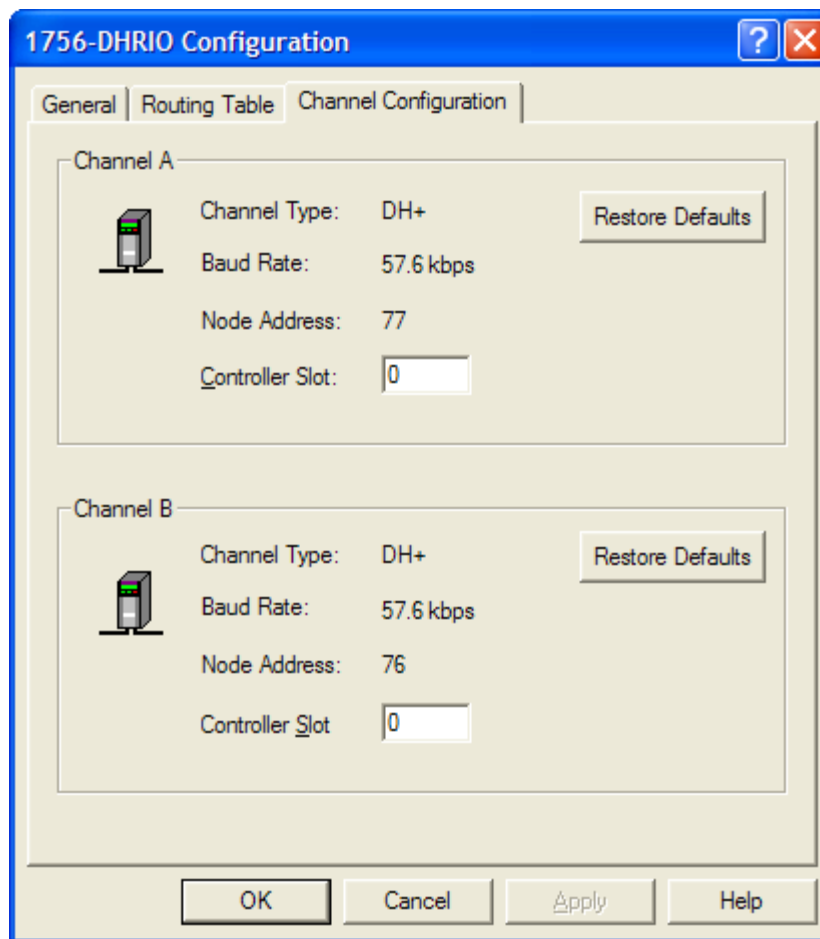 1756-DHRIO Configuration
General Routing Table Channel Configuration
Channel A
Channel Type: DH+ Restore Defaults
Baud Rate: 57.6 kbps
Node Address: 77
Controller Slot: 0
Channel B
Channel Type: DH+ Restore Defaults
Baud Rate: 57.6 kbps
Node Address: 76
Controller Slot 0
OK Cancel Apply Help